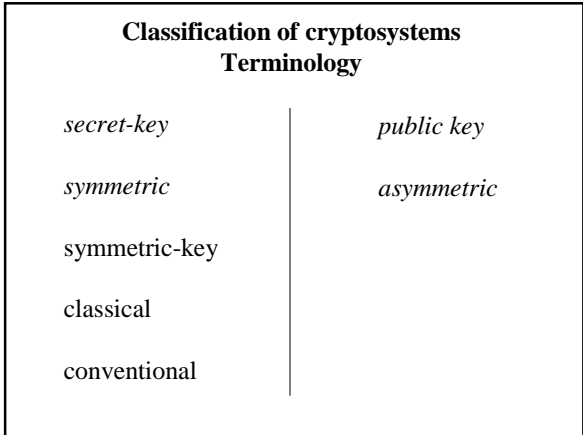 Classification of cryptosystems
Terminology
secret-key
symmetric
symmetric-key
classical
conventional
public key
asymmetric